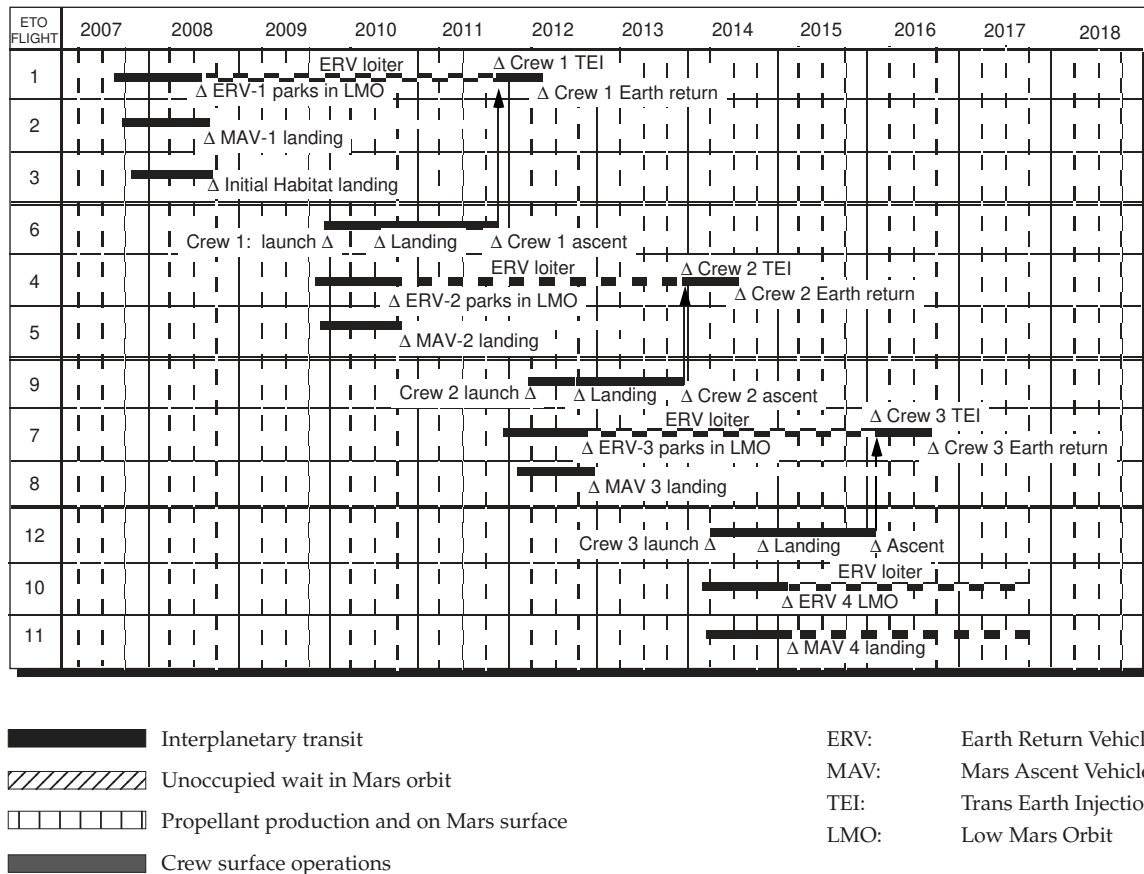 ETO
FLIGHT
2007 2008 2009 2010 2011 2012 2013 2014 2015 2016 2017 2018
1
ERV loiter
Δ Crew 1 TEI
Δ ERV-1 parks in LMO
Δ Crew 1 Earth return
2
Δ MAV-1 landing
3
Δ Initial Habitat landing
6
Crew 1: launch Δ
Δ Landing
Δ Crew 1 ascent
4
ERV loiter
Δ Crew 2 TEI
Δ ERV-2 parks in LMO
Δ Crew 2 Earth return
5
Δ MAV-2 landing
9
Crew 2 launch Δ
Δ Landing
Δ Crew 2 ascent
7
ERV loiter
Δ Crew 3 TEI
Δ ERV-3 parks in LMO
Δ Crew 3 Earth return
8
Δ MAV 3 landing
12
Crew 3 launch Δ
Δ Landing
Δ Ascent
10
ERV loiter
Δ ERV 4 LMO
11
Δ MAV 4 landing
Interplanetary transit
Unoccupied wait in Mars orbit
Propellant production and on Mars surface
Crew surface operations
ERV: Earth Return Vehicl
MAV: Mars Ascent Vehicle
TEI: Trans Earth Injectio
LMO: Low Mars Orbit